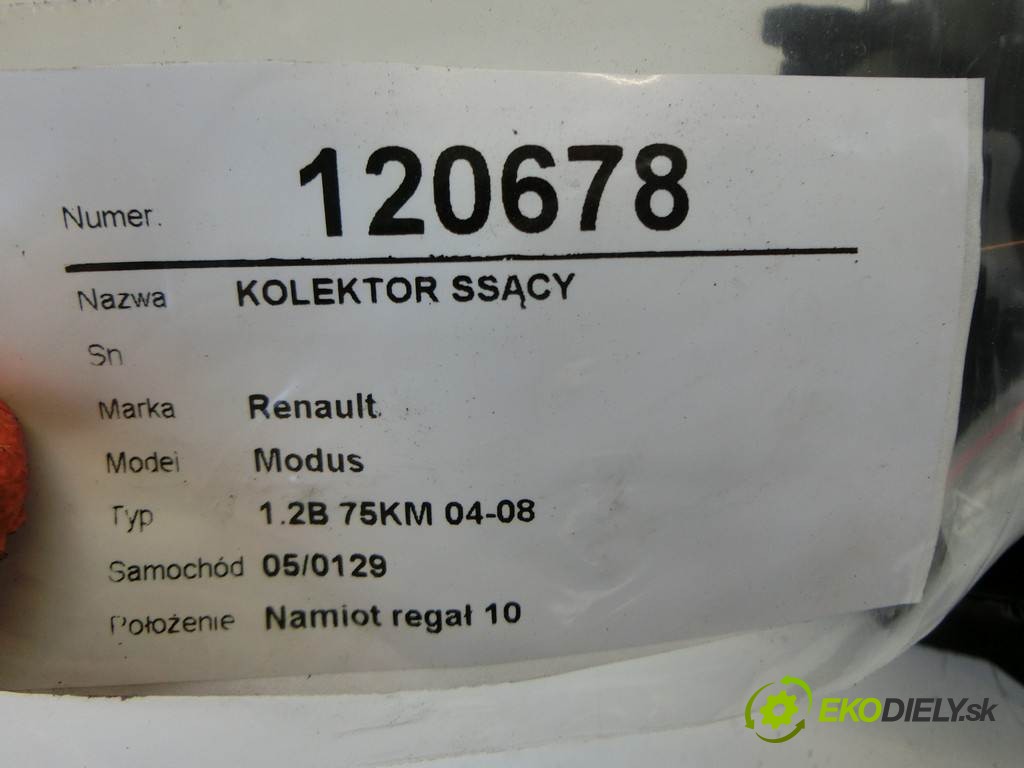 Numer. 120678
Nazwa KOLEKTOR SSĄCY
Sn
Marka Renault
Model Modus
Typ 1.2B 75KM 04-08
Samochód 05/0129
Położenie Namiot regał 10
EKODIELY.sk